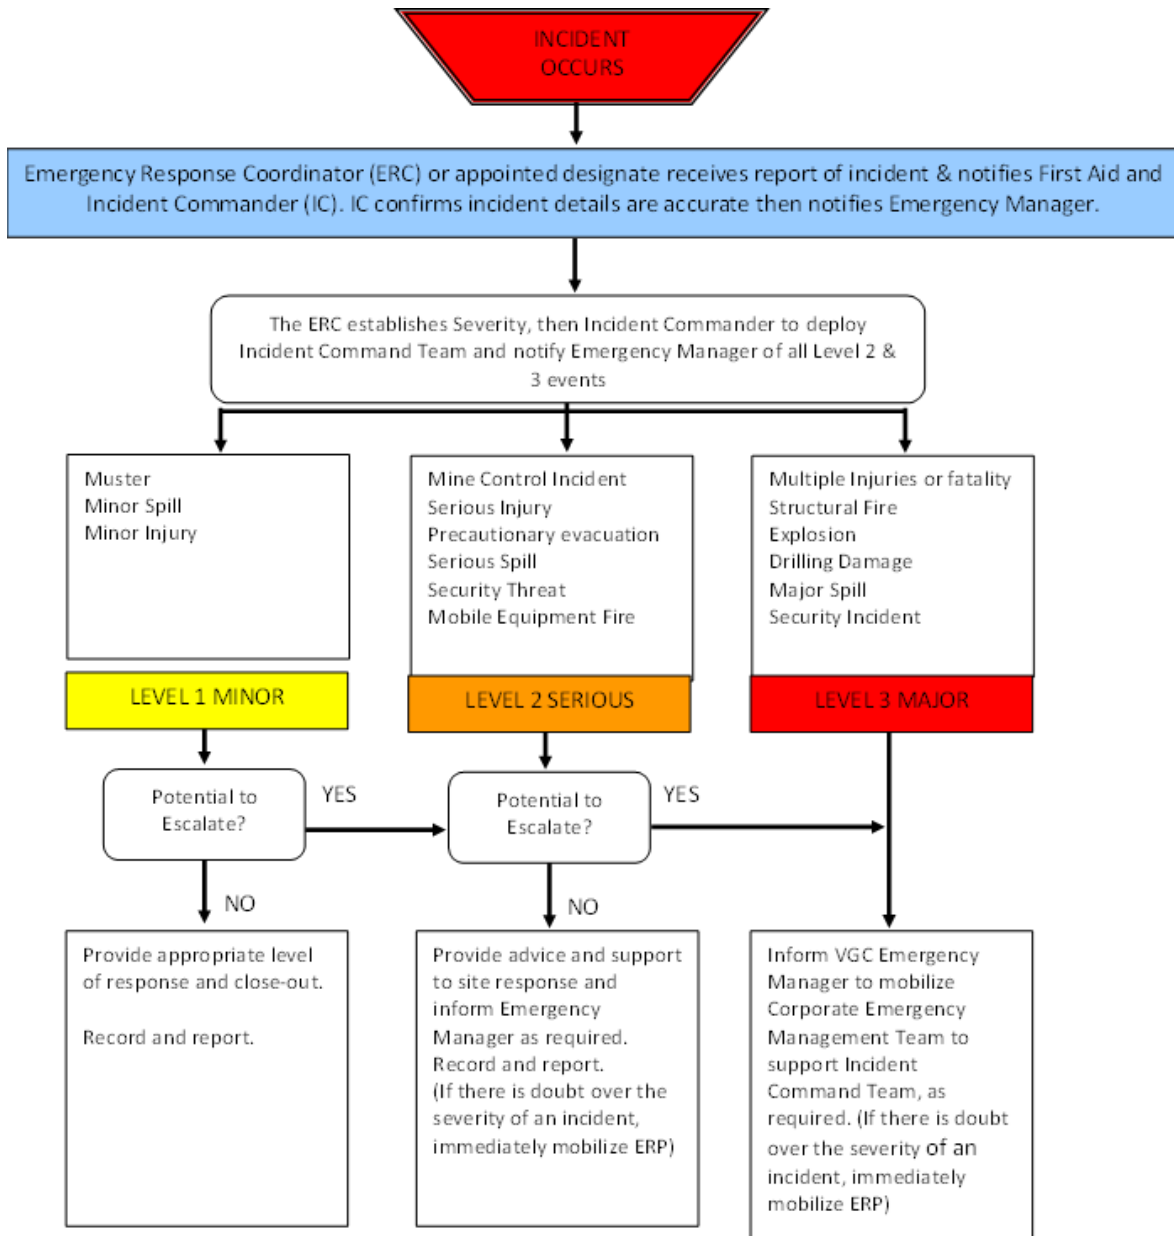 INCIDENT
OCCURS
Emergency Response Coordinator (ERC) or appointed designate receives report of incident & notifies First Aid and
Incident Commander (IC). IC confirms incident details are accurate then notifies Emergency Manager.
The ERC establishes Severity, then Incident Commander to deploy
Incident Command Team and notify Emergency Manager of all Level 2 &
3 events
Muster
Minor Spill
Minor Injury
Mine Control Incident
Serious Injury
Precautionary evacuation
Serious Spill
Security Threat
Mobile Equipment Fire
Multiple Injuries or fatality
Structural Fire
Explosion
Drilling Damage
Major Spill
Security Incident
LEVEL 1 MINOR
LEVEL 2 SERIOUS
LEVEL 3 MAJOR
Potential to
Escalate?
YES
Potential to
Escalate?
YES
NO
NO
Provide appropriate level
of response and close-out.
Record and report.
Provide advice and support
to site response and
inform Emergency
Manager as required.
Record and report.
(If there is doubt over the
severity of an incident,
immediately mobilize ERP)
Inform VGC Emergency
Manager to mobilize
Corporate Emergency
Management Team to
support Incident
Command Team, as
required. (If there is doubt
over the severity of an
incident, immediately
mobilize ERP)